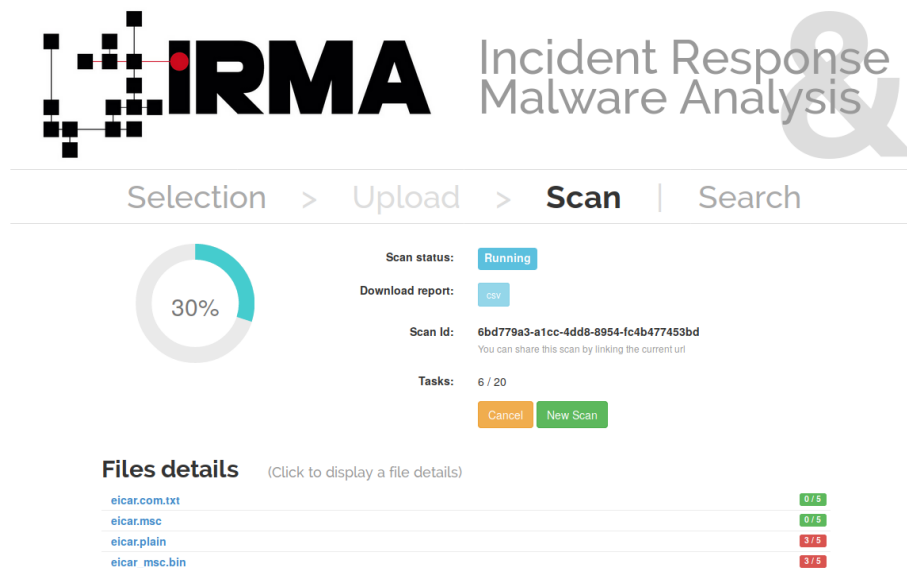 iRMA
Incident Response
Malware Analysis
&
Selection > Upload > Scan | Search
30%
Scan status: Running
Download report: csv
Scan Id: 6bd779a3-a1cc-4dd8-8954-fc4b477453bd
You can share this scan by linking the current url
Tasks: 6 / 20
Cancel New Scan
Files details (Click to display a file details)
eicar.com.txt 0 / 5
eicar.msc 0 / 5
eicar.plain 3 / 5
eicar_msc.bin 3 / 5